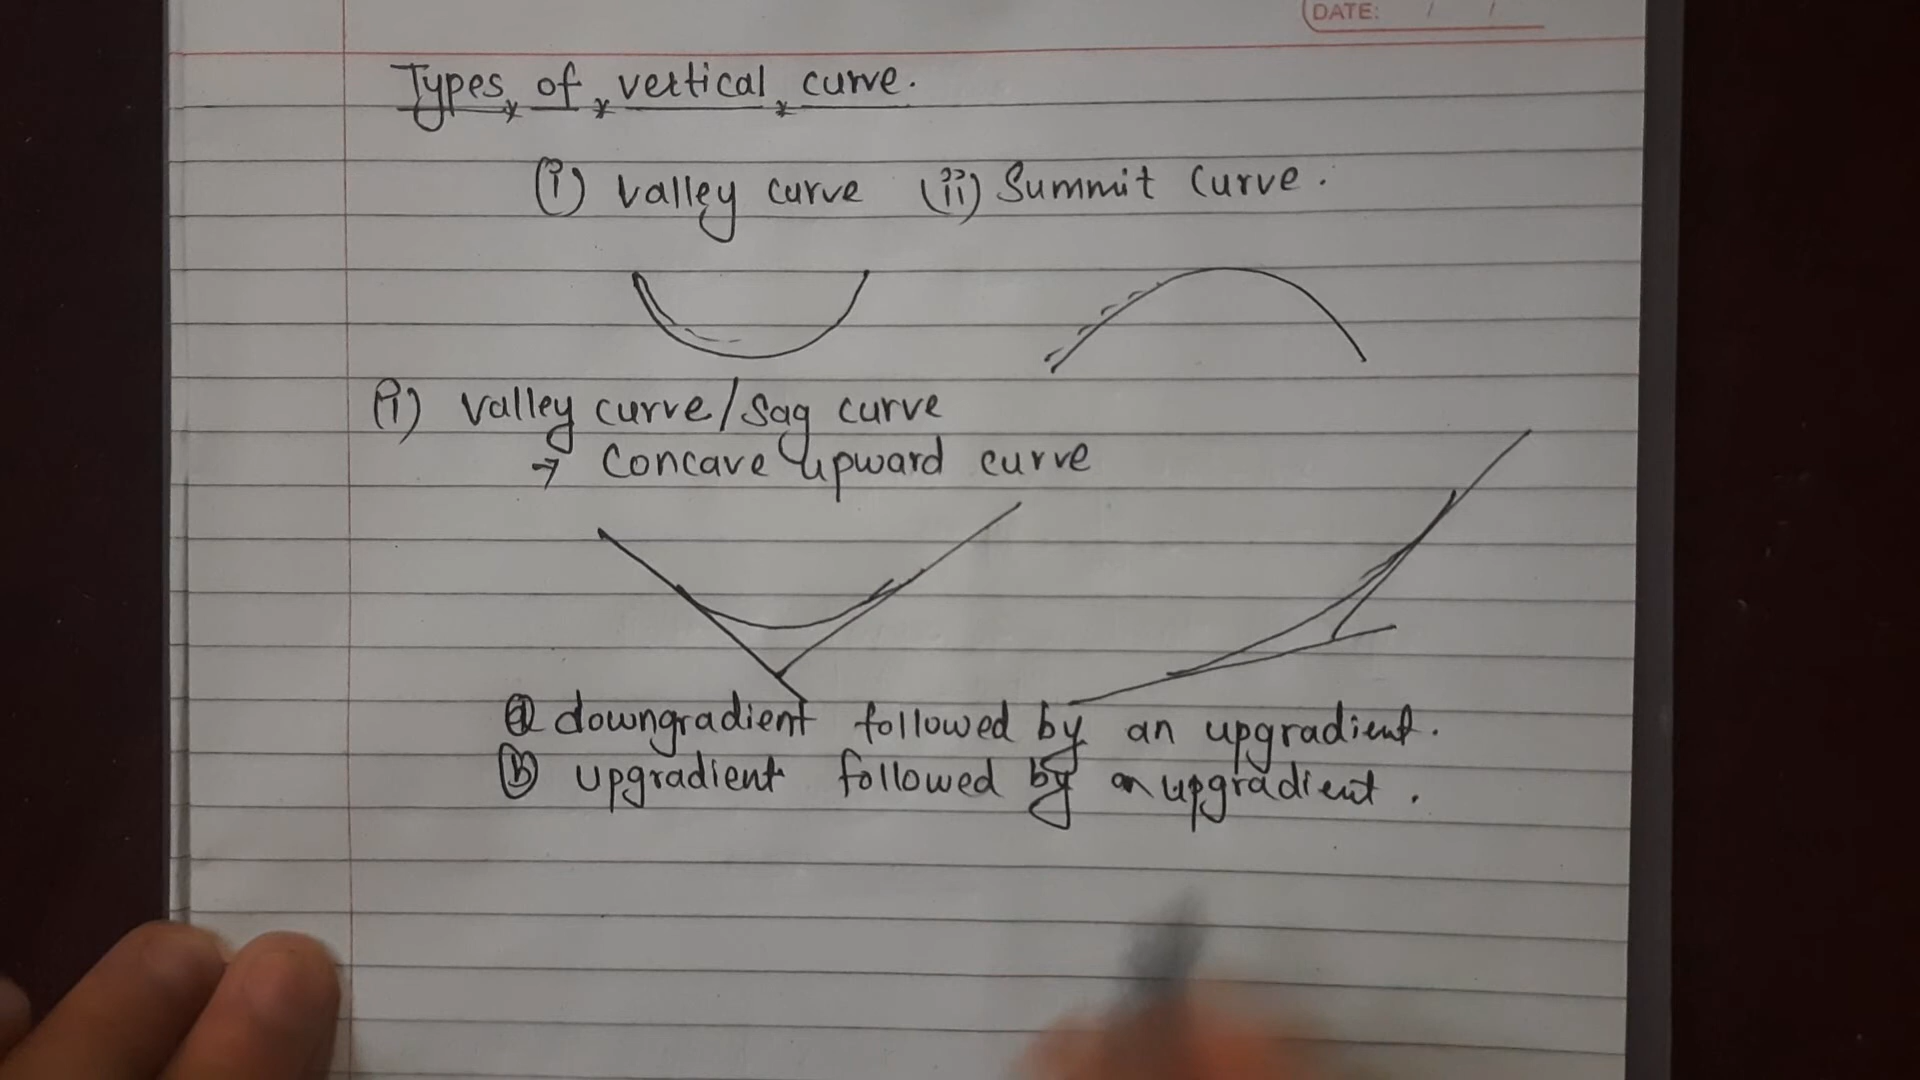 DATE: / /
Types of vertical curve.
(i) valley curve (ii) Summit Curve.
(i) valley curve/sag curve
→ Concave upward curve
(a) downgradient followed by an upgradient.
(b) upgradient followed by an upgradient.